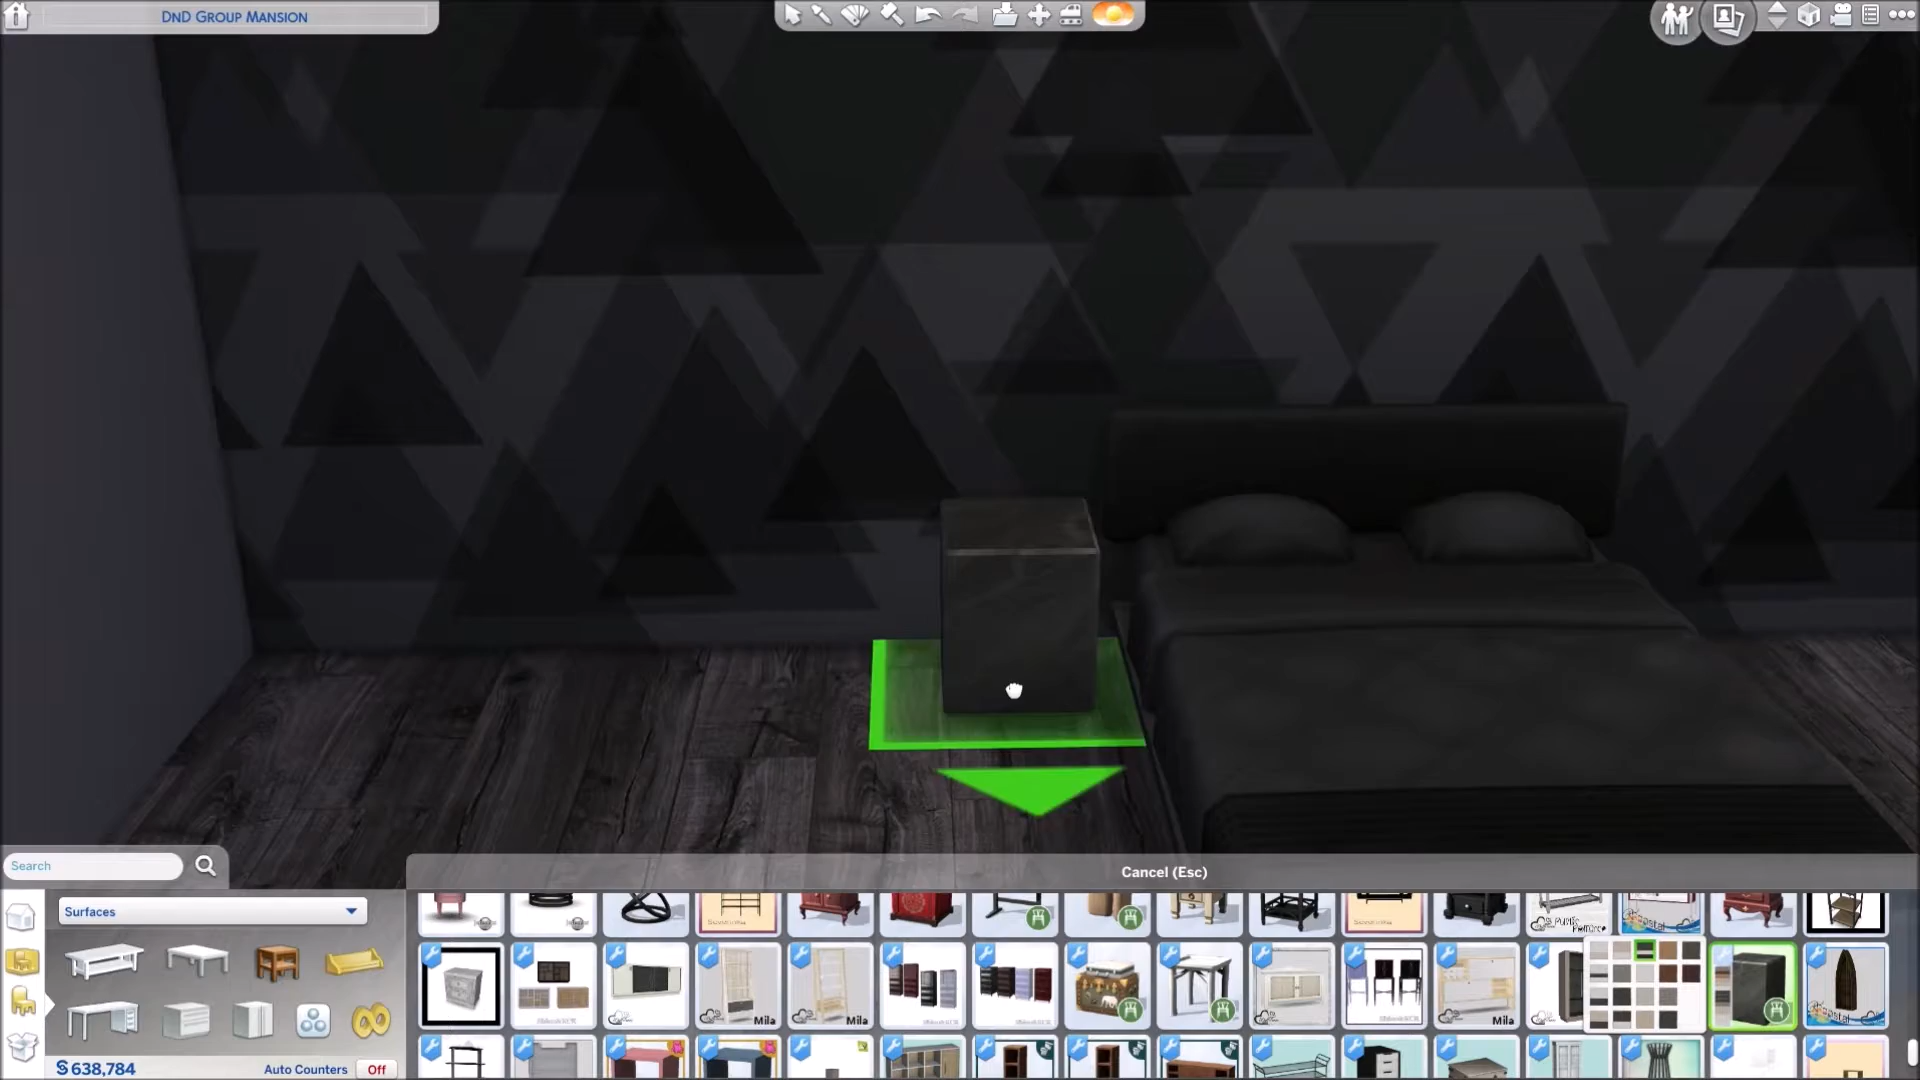 DnD Group Mansion
Search
Cancel (Esc)
Surfaces
Mila
Mila
Mila
§638,784
Auto Counters
Off